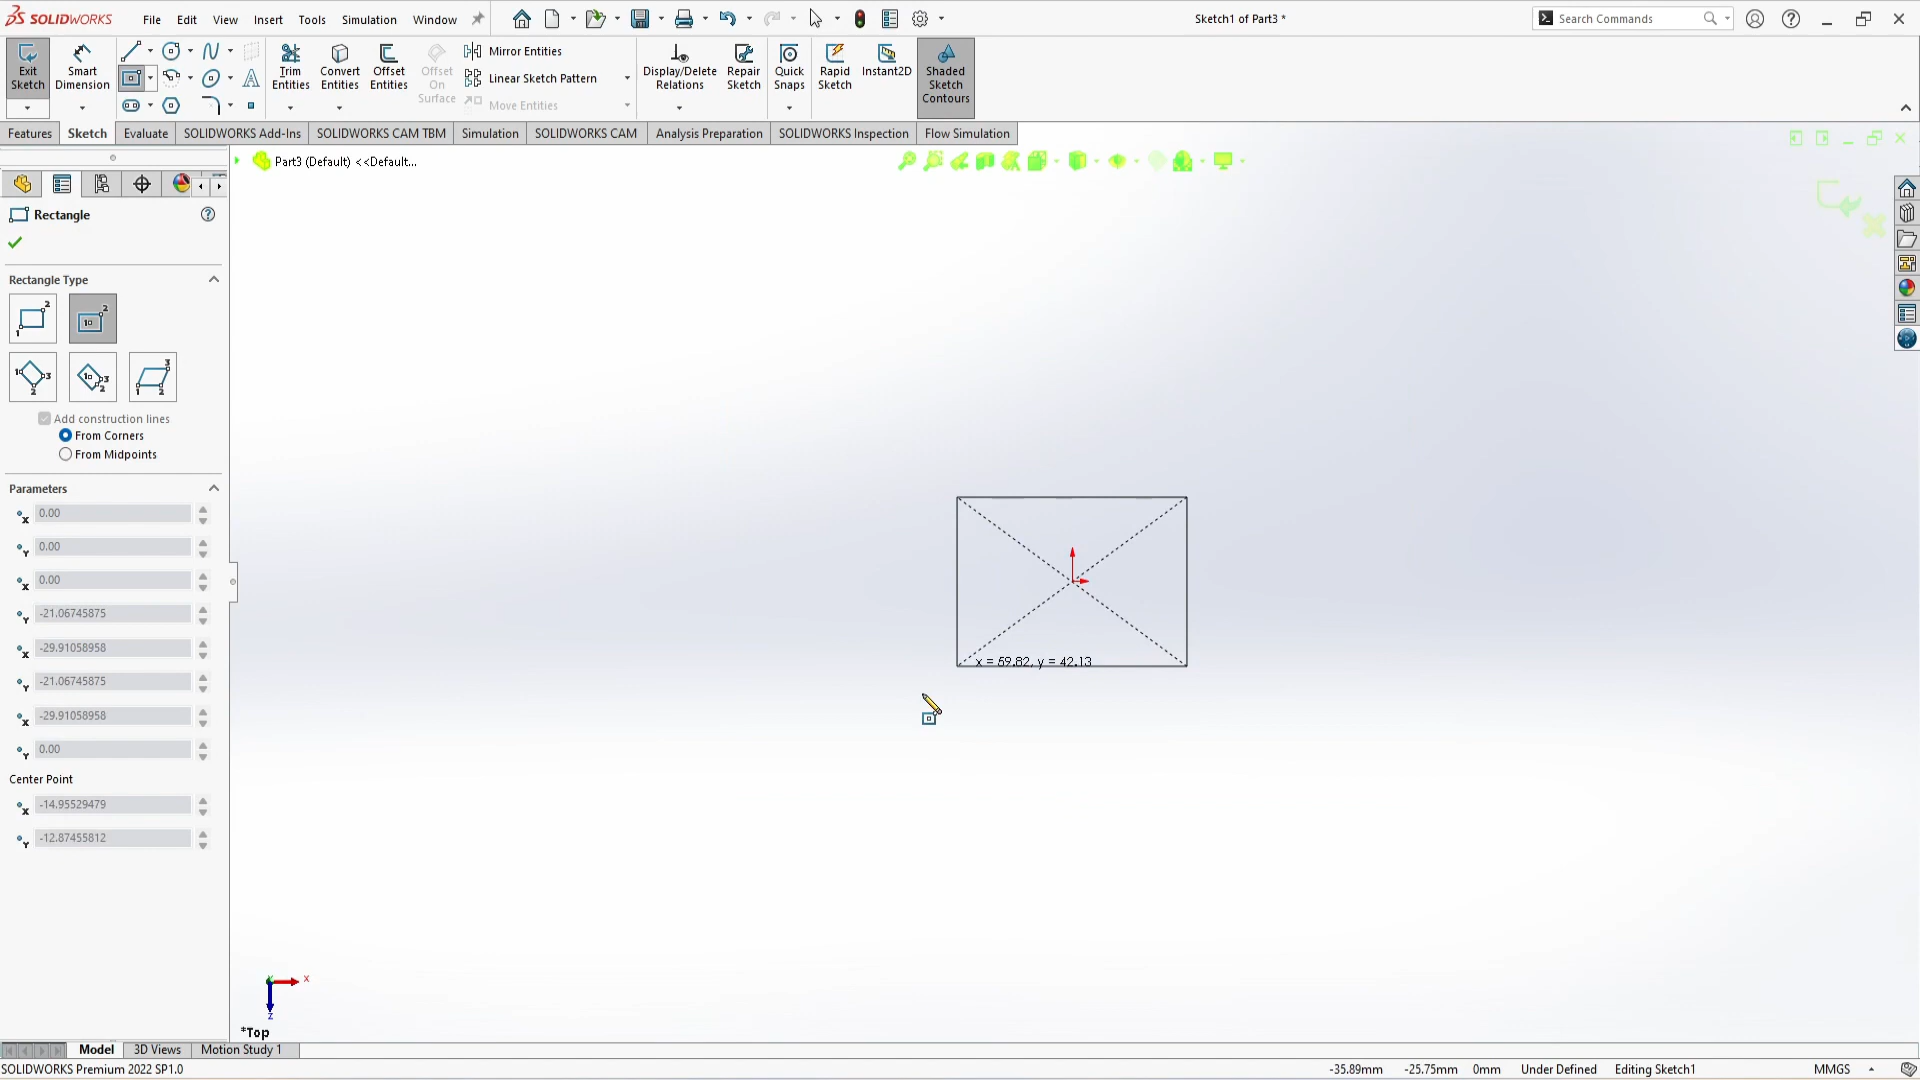 SOLIDWORKS
File Edit View Insert Tools Simulation Window
Sketch1 of Part3 *
Search Commands
Exit Sketch
Smart Dimension
Trim Entities
Convert Entities
Offset Entities
Offset On Surface
Mirror Entities
Linear Sketch Pattern
Move Entities
Display/Delete Relations
Repair Sketch
Quick Snaps
Rapid Sketch
Instant2D
Shaded Sketch Contours
Features Sketch Evaluate SOLIDWORKS Add-Ins SOLIDWORKS CAM TBM Simulation SOLIDWORKS CAM Analysis Preparation SOLIDWORKS Inspection Flow Simulation
Part3 (Default) <<Default...
Rectangle
Rectangle Type
Add construction lines
From Corners
From Midpoints
Parameters
0.00
0.00
0.00
-21.06745875
-29.91058958
-21.06745875
-29.91058958
0.00
Center Point
-14.95529479
-12.87455812
x = 59.82, y = 42.13
X
Z
*Top
Model 3D Views Motion Study 1
SOLIDWORKS Premium 2022 SP1.0
-35.89mm -25.75mm 0mm Under Defined Editing Sketch1 MMGS